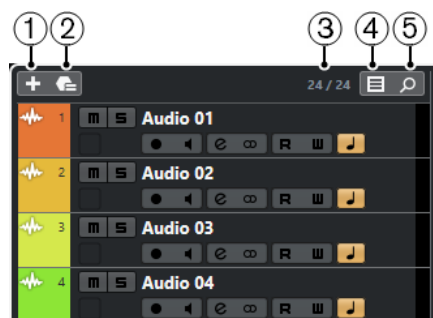 1 2 3 4 5
24 / 24
1 m S Audio 01
e R W
2 m S Audio 02
e R W
3 m S Audio 03
e R W
4 m S Audio 04
e R W